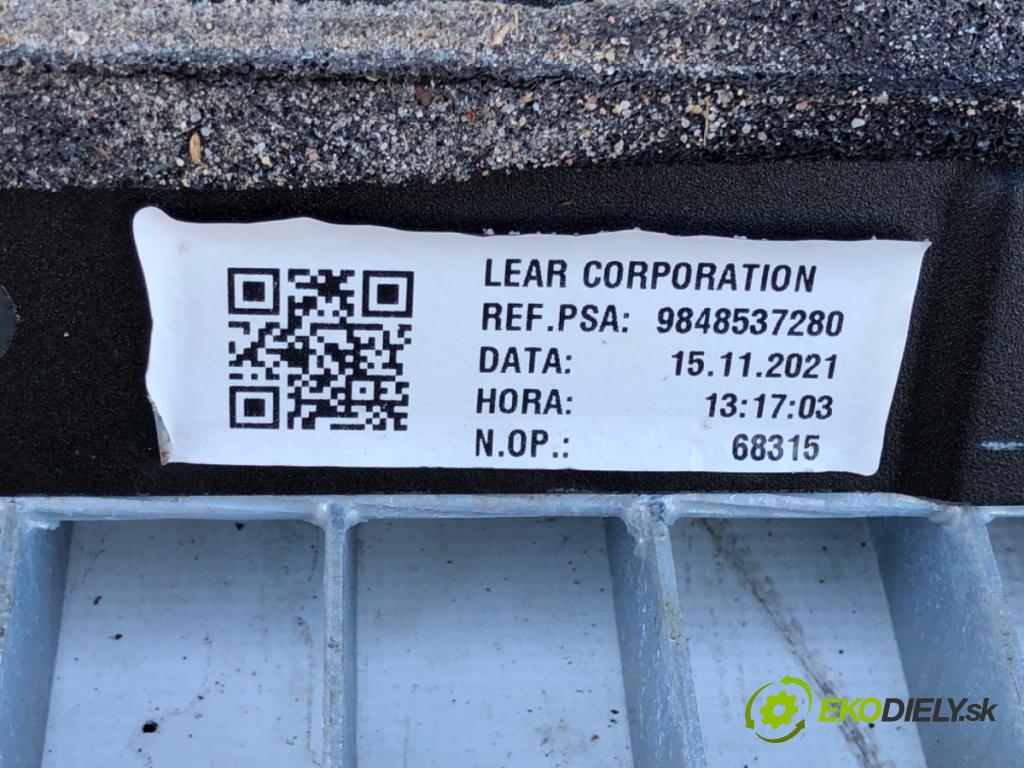 LEAR CORPORATION
REF.PSA: 9848537280
DATA: 15.11.2021
HORA: 13:17:03
N.OP.: 68315
EKODIELY.sk